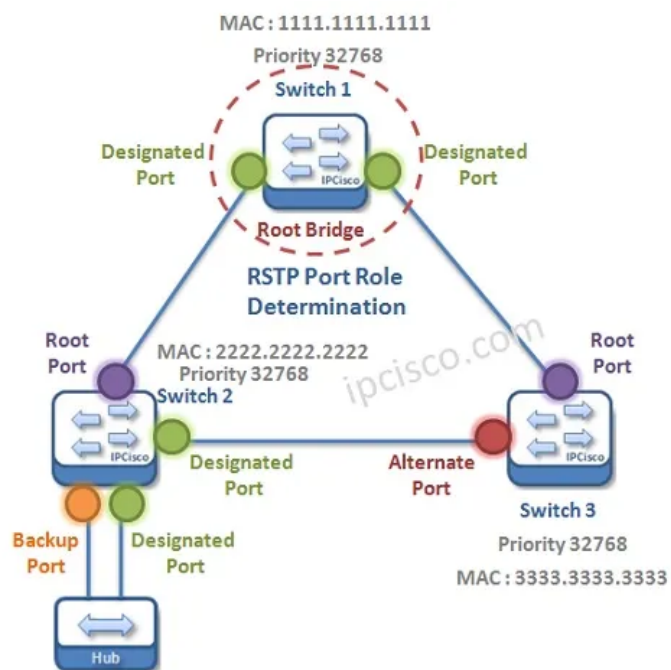 MAC : 1111.1111.1111
Priority 32768
Switch 1
Designated
Port
IPCisco
Designated
Port
Root Bridge
RSTP Port Role
Determination
Root
Port
MAC : 2222.2222.2222
Priority 32768
Switch 2
ipcisco.com
Root
Port
IPCisco
Designated
Port
Alternate
Port
IPCisco
Switch 3
Priority 32768
MAC : 3333.3333.3333
Backup
Port
Designated
Port
Hub